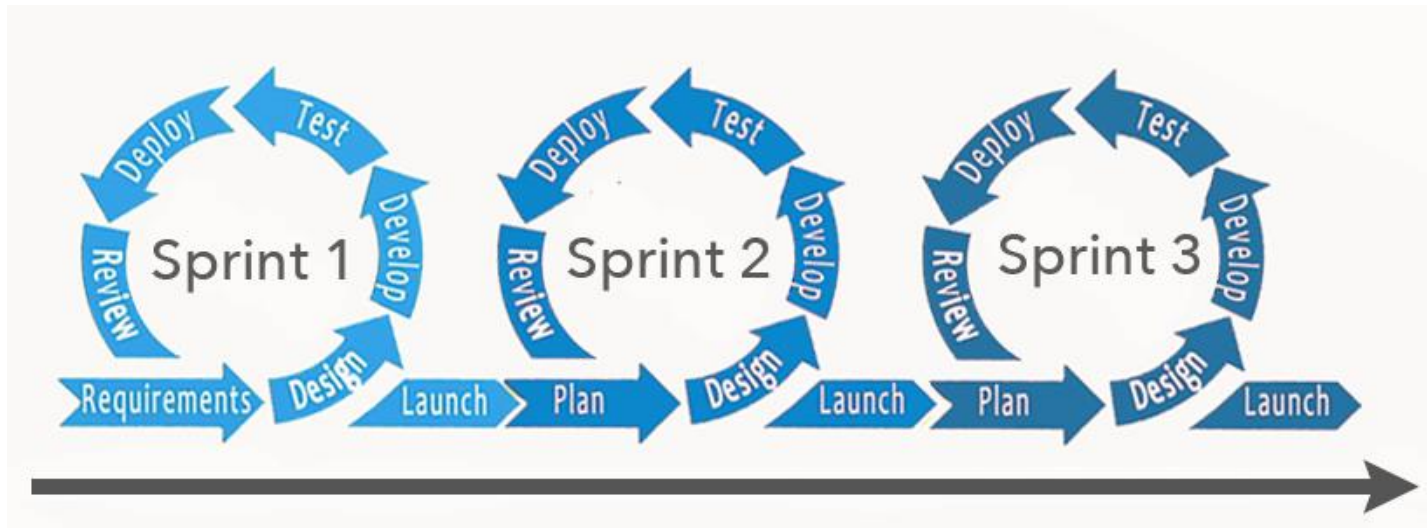 Requirements
Design
Develop
Test
Deploy
Review
Sprint 1
Launch
Plan
Design
Develop
Test
Deploy
Review
Sprint 2
Launch
Plan
Design
Develop
Test
Deploy
Review
Sprint 3
Launch